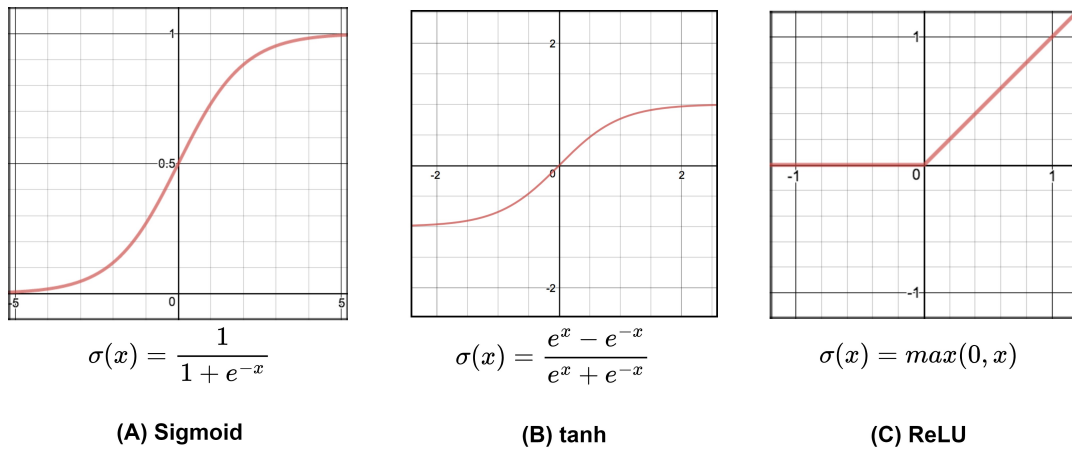 1
0.5
-5 0 5
σ(x) = 1 / (1 + e^{-x})
(A) Sigmoid
2
-2 0 2
-2
σ(x) = (e^x − e^{-x}) / (e^x + e^{-x})
(B) tanh
1
-1 0 1
-1
σ(x) = max(0, x)
(C) ReLU